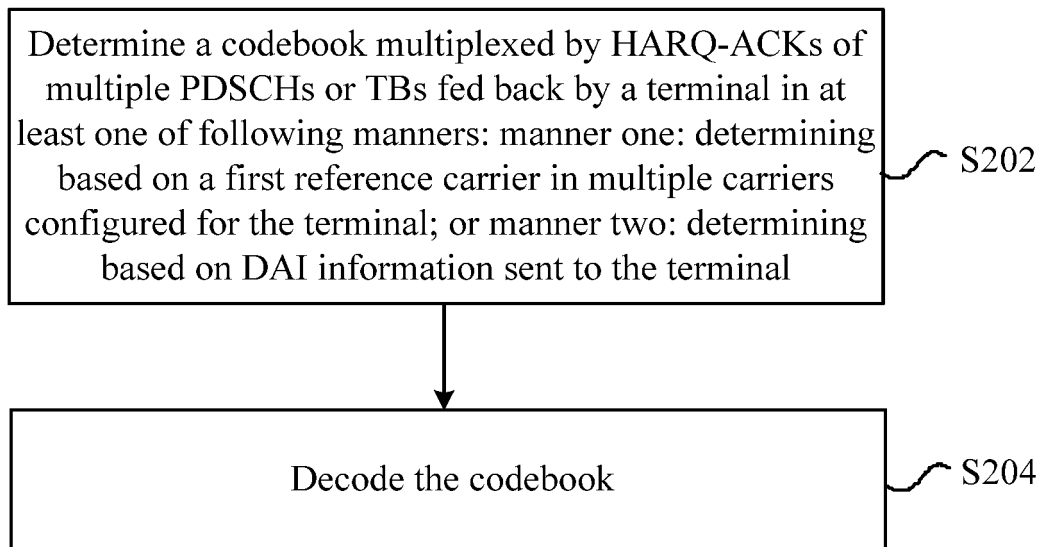 Determine a codebook multiplexed by HARQ-ACKs of
multiple PDSCHs or TBs fed back by a terminal in at
least one of following manners: manner one: determining
based on a first reference carrier in multiple carriers
configured for the terminal; or manner two: determining
based on DAI information sent to the terminal
S202
Decode the codebook
S204